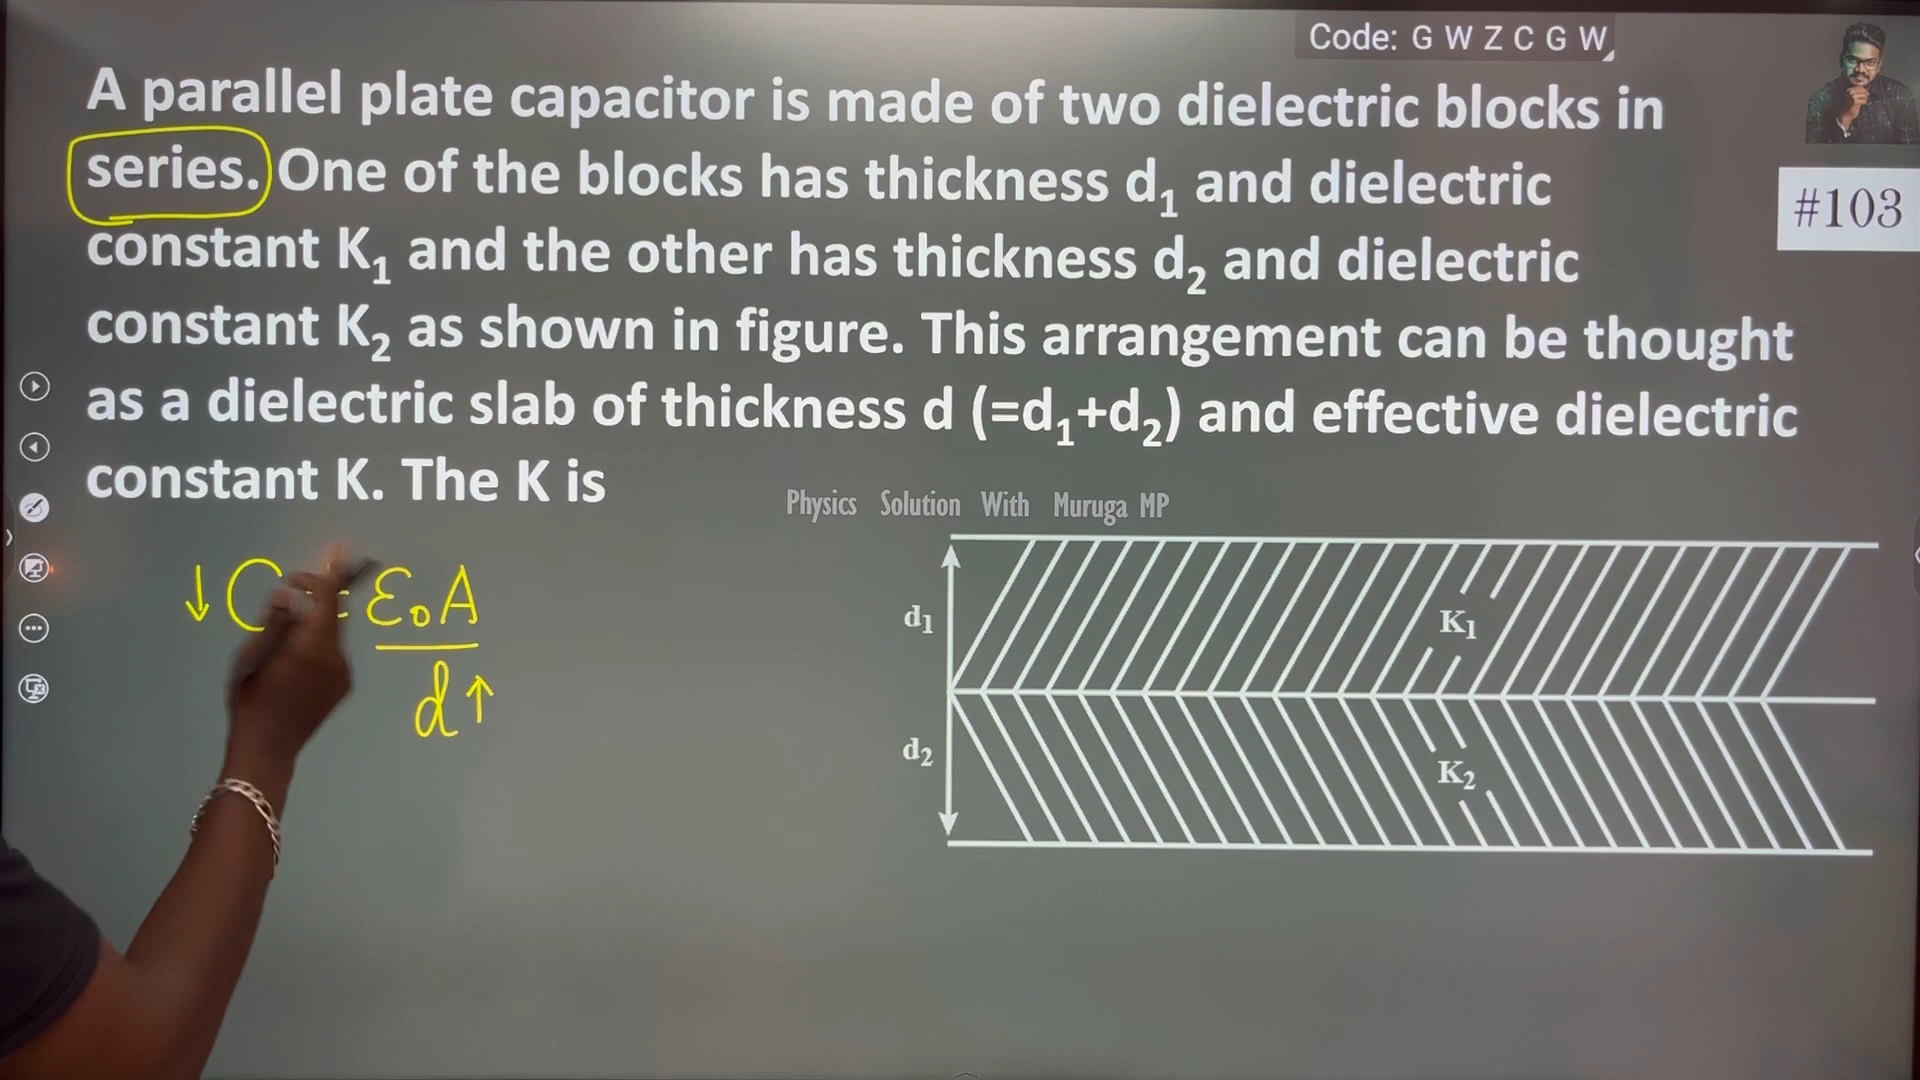 Code: G W Z C G W
A parallel plate capacitor is made of two dielectric blocks in
series. One of the blocks has thickness d₁ and dielectric
#103
constant K₁ and the other has thickness d₂ and dielectric
constant K₂ as shown in figure. This arrangement can be thought
as a dielectric slab of thickness d (=d₁+d₂) and effective dielectric
constant K. The K is
Physics Solution With Muruga MP
↓ C = ε₀A
d↑
d₁
K₁
d₂
K₂